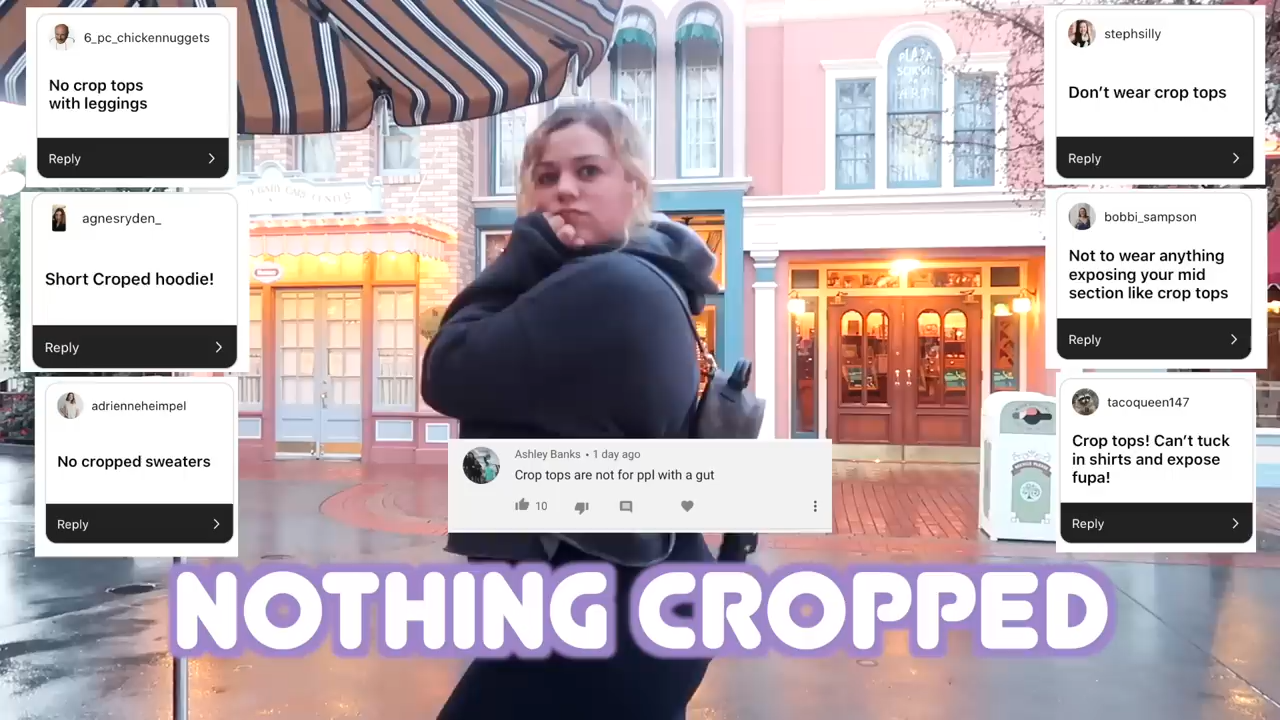 6_pc_chickennuggets
No crop tops
with leggings
Reply
agnesryden_
Short Croped hoodie!
Reply
adrienneheimpel
No cropped sweaters
Reply
stephsilly
Don't wear crop tops
Reply
bobbi_sampson
Not to wear anything
exposing your mid
section like crop tops
Reply
tacoqueen147
Crop tops! Can't tuck
in shirts and expose
fupa!
Reply
Ashley Banks • 1 day ago
Crop tops are not for ppl with a gut
10
NOTHING CROPPED